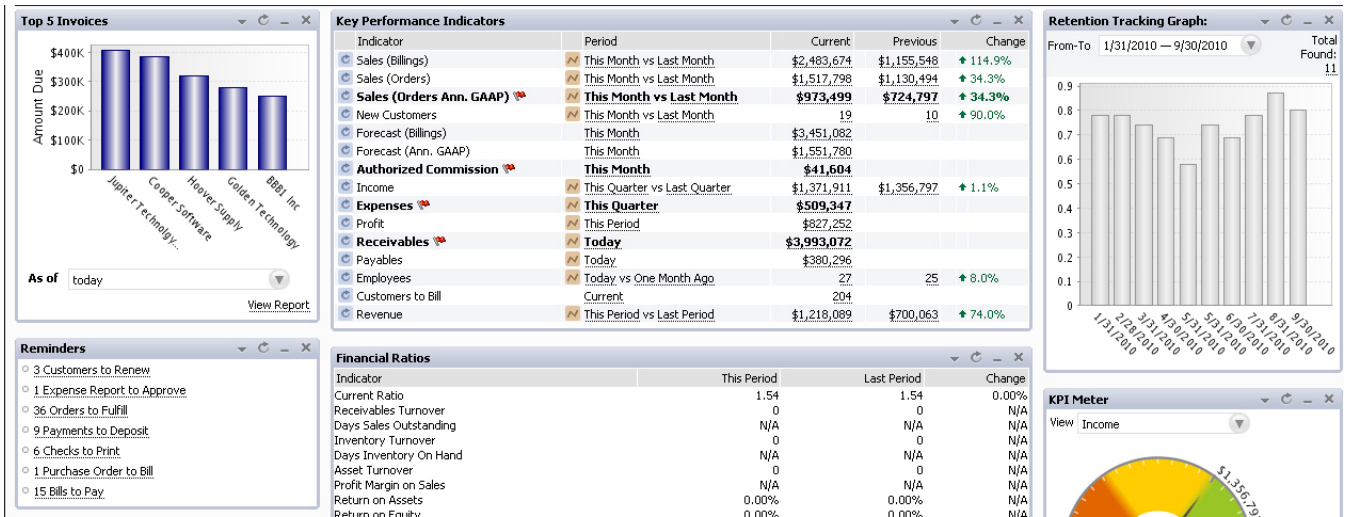 Top 5 Invoices
$400K
$300K
$200K
$100K
$0
Amount Due
Jupiter Technolgy...
Cooper Software
Hoover Supply
Golden Technology
BBB1 Inc
As of today
View Report
Reminders
3 Customers to Renew
1 Expense Report to Approve
36 Orders to Fulfill
9 Payments to Deposit
6 Checks to Print
1 Purchase Order to Bill
15 Bills to Pay
Key Performance Indicators
Indicator Period Current Previous Change
Sales (Billings) This Month vs Last Month $2,483,674 $1,155,548 114.9%
Sales (Orders) This Month vs Last Month $1,517,798 $1,130,494 34.3%
Sales (Orders Ann. GAAP) This Month vs Last Month $973,499 $724,797 34.3%
New Customers This Month vs Last Month 19 10 90.0%
Forecast (Billings) This Month $3,451,082
Forecast (Ann. GAAP) This Month $1,551,780
Authorized Commission This Month $41,604
Income This Quarter vs Last Quarter $1,371,911 $1,356,797 1.1%
Expenses This Quarter $509,347
Profit This Period $827,252
Receivables Today $3,993,072
Payables Today $380,296
Employees Today vs One Month Ago 27 25 8.0%
Customers to Bill Current 204
Revenue This Period vs Last Period $1,218,089 $700,063 74.0%
Financial Ratios
Indicator This Period Last Period Change
Current Ratio 1.54 1.54 0.00%
Receivables Turnover 0 0 N/A
Days Sales Outstanding N/A N/A N/A
Inventory Turnover 0 0 N/A
Days Inventory On Hand N/A N/A N/A
Asset Turnover 0 0 N/A
Profit Margin on Sales N/A N/A N/A
Return on Assets 0.00% 0.00% N/A
Return on Equity 0.00% 0.00% N/A
Retention Tracking Graph:
From-To 1/31/2010 — 9/30/2010
Total
Found:
11
0.9
0.8
0.7
0.6
0.5
0.4
0.3
0.2
0.1
0
1/31/2010
2/28/2010
3/31/2010
4/30/2010
5/31/2010
5/31/2010
6/30/2010
7/31/2010
8/31/2010
9/30/2010
KPI Meter
View Income
$1,356,79